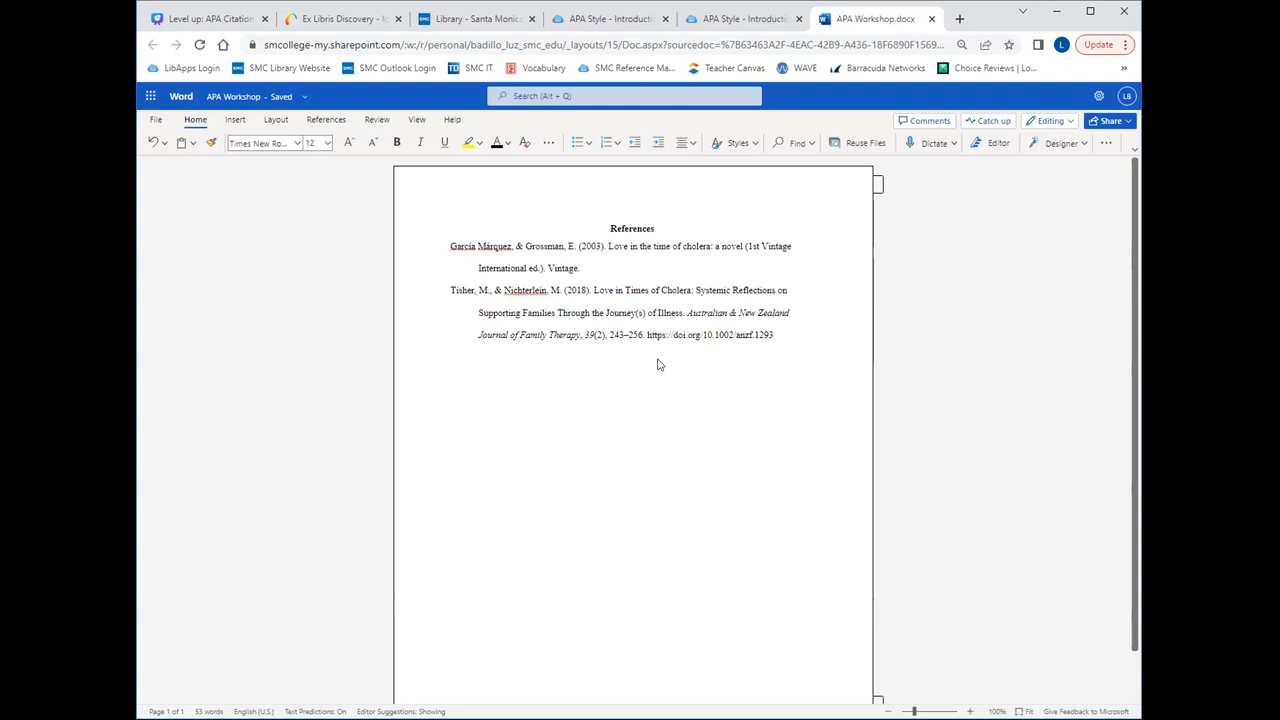 Level up: APA Citation
Ex Libris Discovery - Ic
Library - Santa Monica
APA Style - Introductic
APA Style - Introductic
APA Workshop.docx
smcollege-my.sharepoint.com/:w:/r/personal/badillo_luz_smc_edu/_layouts/15/Doc.aspx?sourcedoc=%7B63463A2F-4EAC-42B9-A436-18F6890F1569...
Update
LibApps Login
SMC Library Website
SMC Outlook Login
TD SMC IT
Vocabulary
SMC Reference Ma...
Teacher Canvas
WAVE
Barracuda Networks
Choice Reviews | Lo...
Word
APA Workshop - Saved
Search (Alt + Q)
LB
File Home Insert Layout References Review View Help
Comments Catch up Editing Share
Times New Ro... 12 B I U A Styles Find Reuse Files Dictate Editor Designer
References
García Márquez, & Grossman, E. (2003). Love in the time of cholera: a novel (1st Vintage
International ed.). Vintage.
Tisher, M., & Nichterlein, M. (2018). Love in Times of Cholera: Systemic Reflections on
Supporting Families Through the Journey(s) of Illness. Australian & New Zealand
Journal of Family Therapy, 39(2), 243–256. https://doi.org/10.1002/anzf.1293
Page 1 of 1 53 words English (U.S.) Text Predictions: On Editor Suggestions: Showing 100% Fit Give Feedback to Microsoft